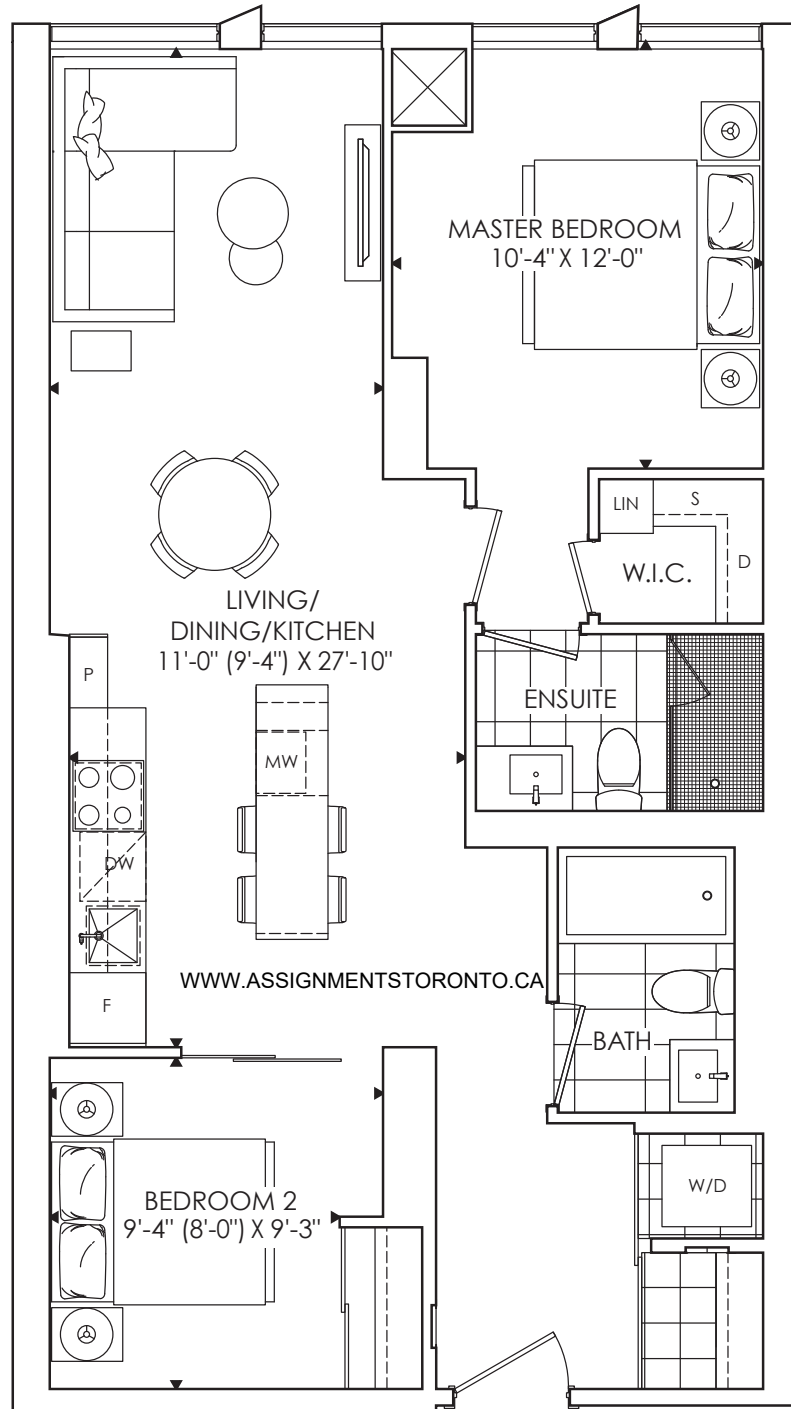 MASTER BEDROOM
10'-4" X 12'-0"
LIN
S
D
W.I.C.
LIVING/
DINING/KITCHEN
11'-0" (9'-4") X 27'-10"
P
ENSUITE
MW
DW
WWW.ASSIGNMENTSTORONTO.CA
F
BATH
W/D
BEDROOM 2
9'-4" (8'-0") X 9'-3"